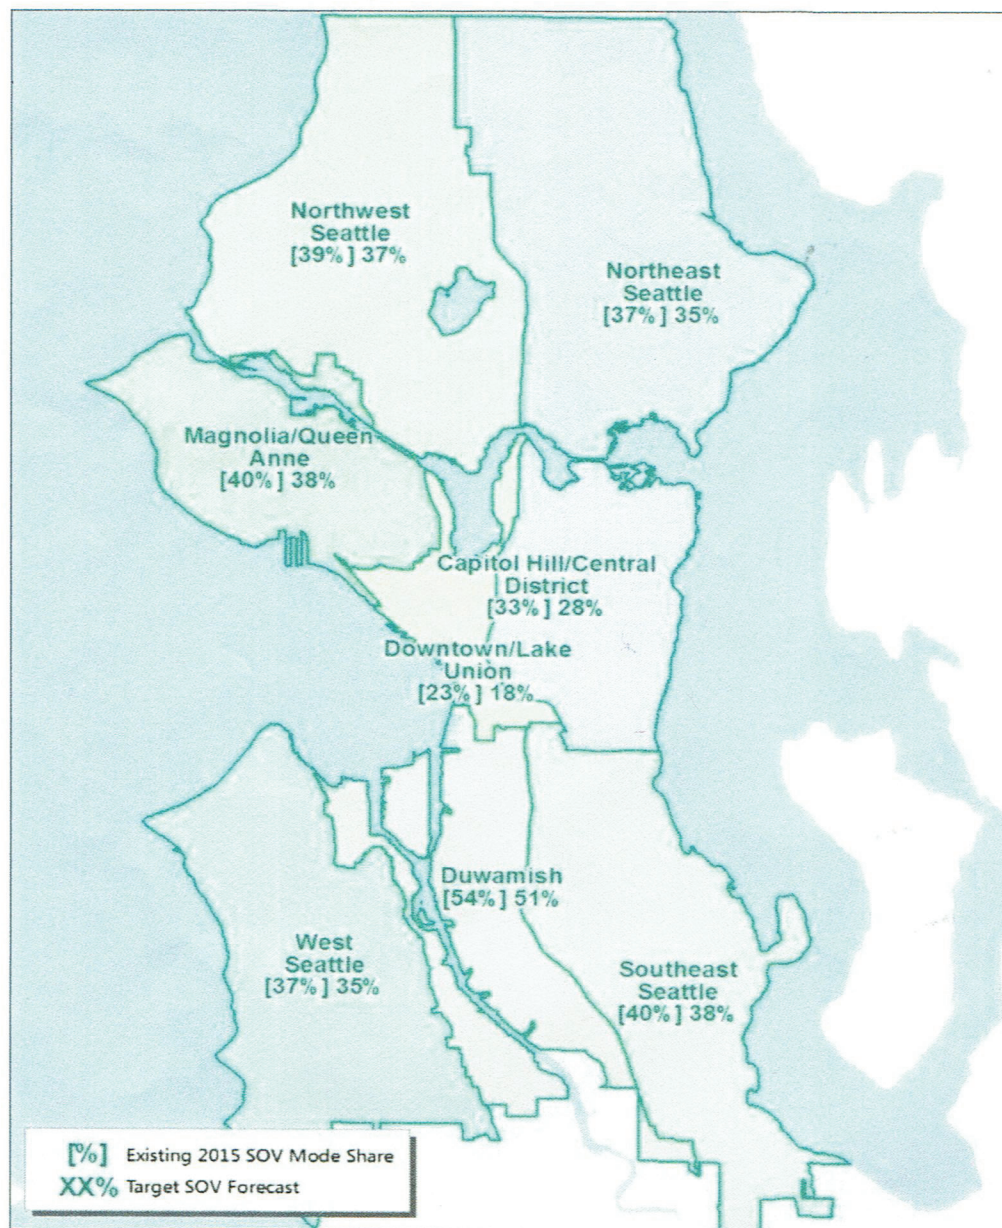 Northwest
Seattle
[39%] 37%
Northeast
Seattle
[37%] 35%
Magnolia/Queen
Anne
[40%] 38%
Capitol Hill/Central
District
[33%] 28%
Downtown/Lake
Union
[23%] 18%
Duwamish
[54%] 51%
West
Seattle
[37%] 35%
Southeast
Seattle
[40%] 38%
[%] Existing 2015 SOV Mode Share
XX% Target SOV Forecast